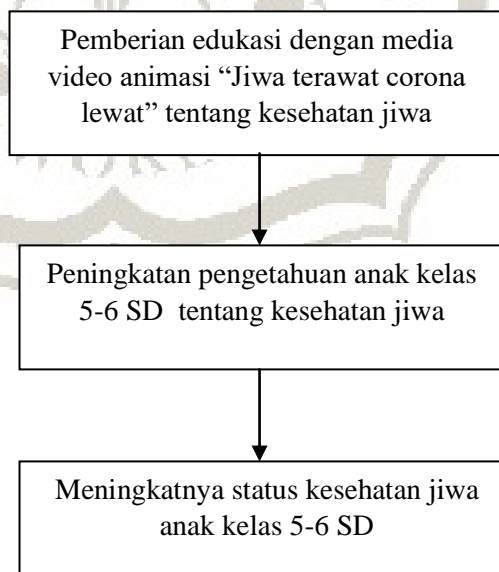 Pemberian edukasi dengan media
video animasi “Jiwa terawat corona
lewat” tentang kesehatan jiwa
Peningkatan pengetahuan anak kelas
5-6 SD tentang kesehatan jiwa
Meningkatnya status kesehatan jiwa
anak kelas 5-6 SD